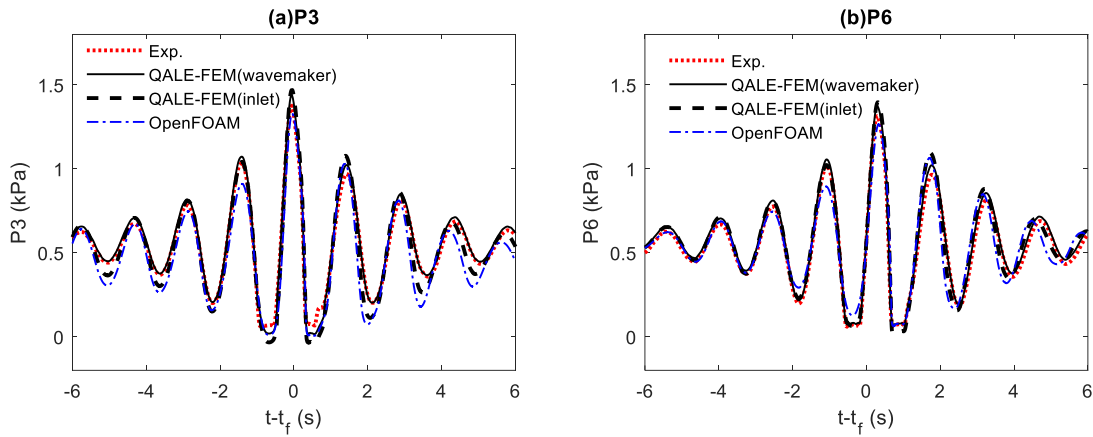 (a)P3
Exp.
QALE-FEM(wavemaker)
QALE-FEM(inlet)
OpenFOAM
P3 (kPa)
1.5
1
0.5
0
-6 -4 -2 0 2 4 6
t-t_f (s)
(b)P6
Exp.
QALE-FEM(wavemaker)
QALE-FEM(inlet)
OpenFOAM
P6 (kPa)
1.5
1
0.5
0
-6 -4 -2 0 2 4 6
t-t_f (s)